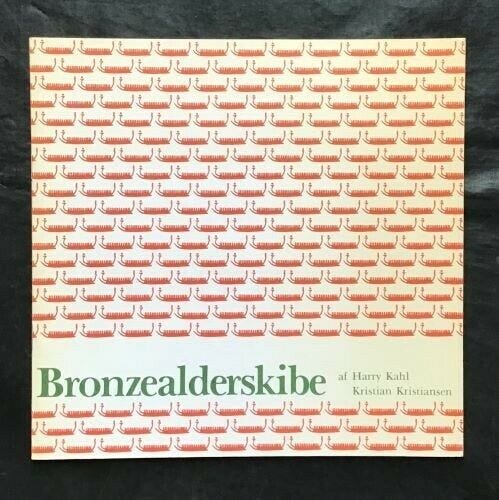 Bronzealderskibe
af Harry Kahl
Kristian Kristiansen